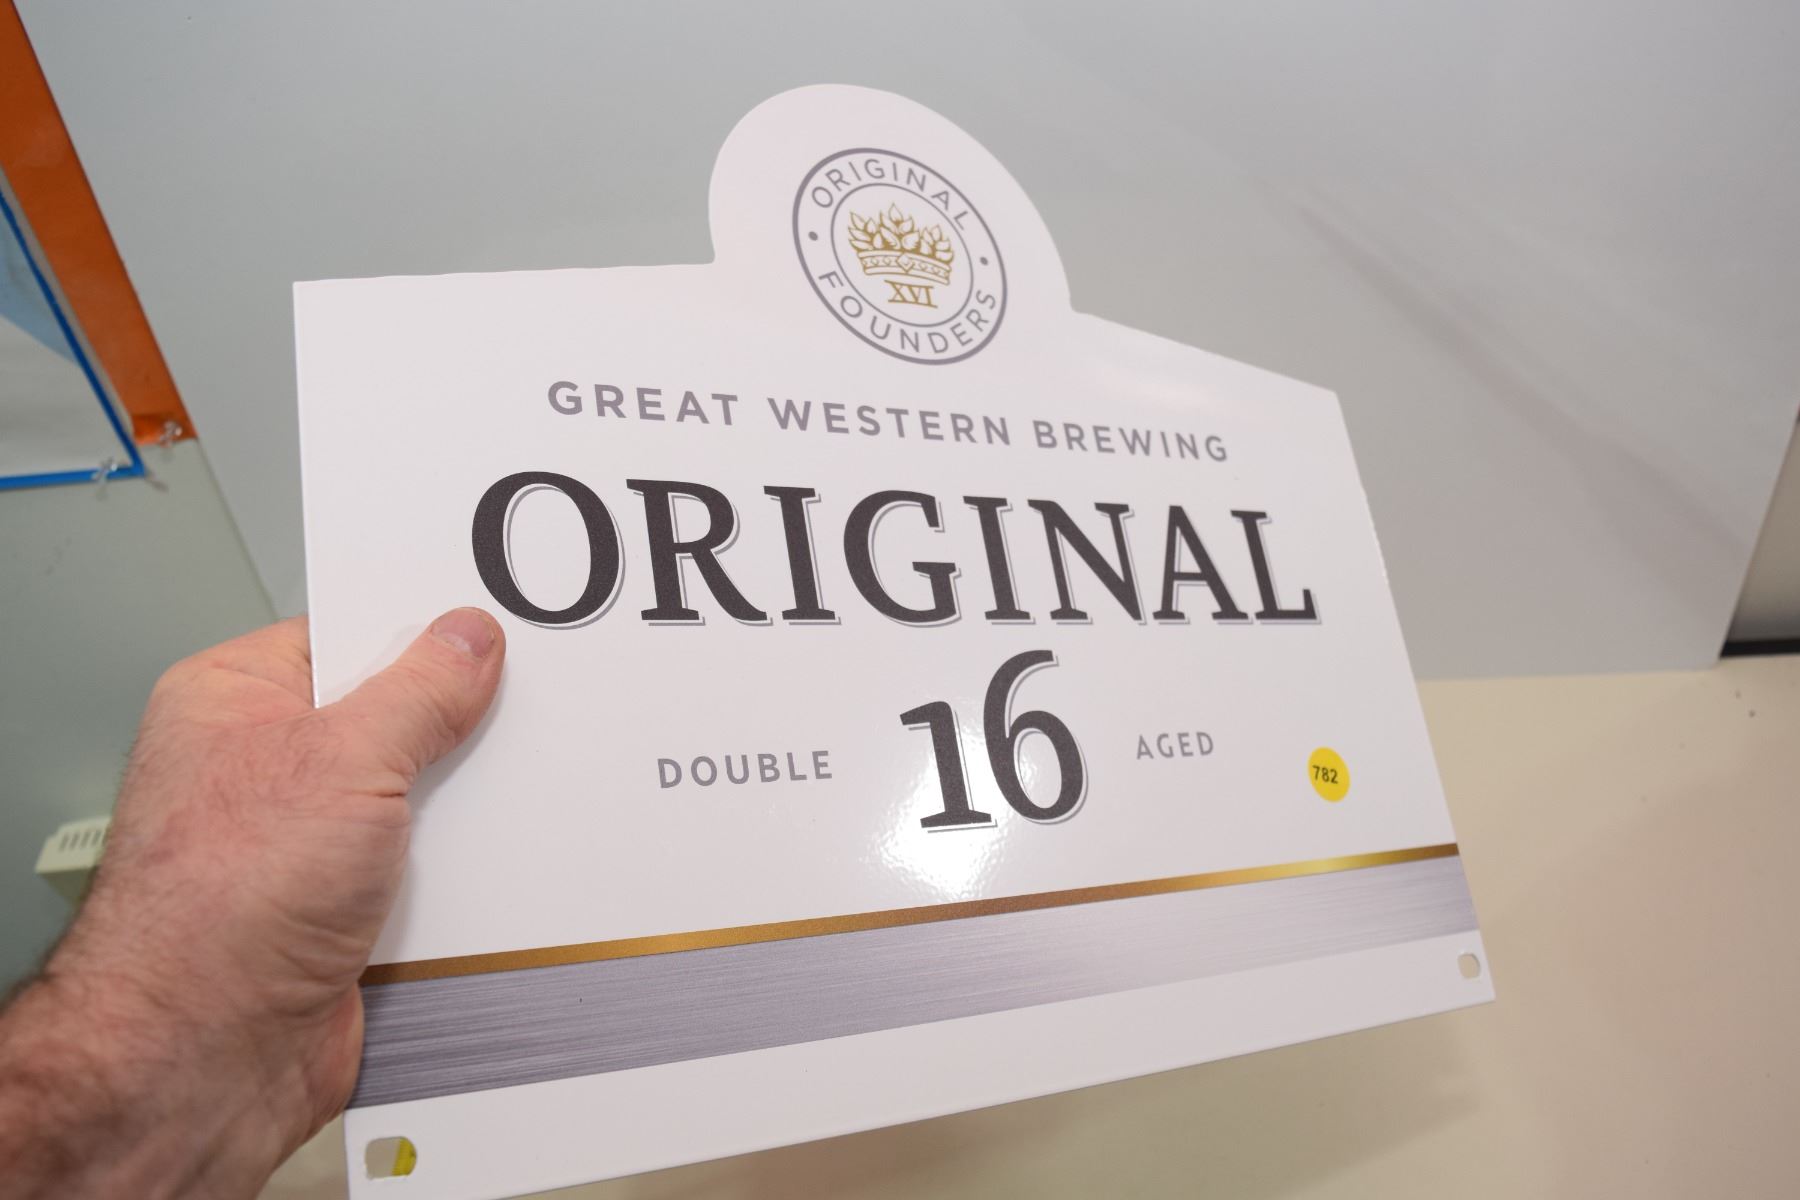 ORIGINAL
XVI
FOUNDERS
GREAT WESTERN BREWING
ORIGINAL
16
DOUBLE AGED
782